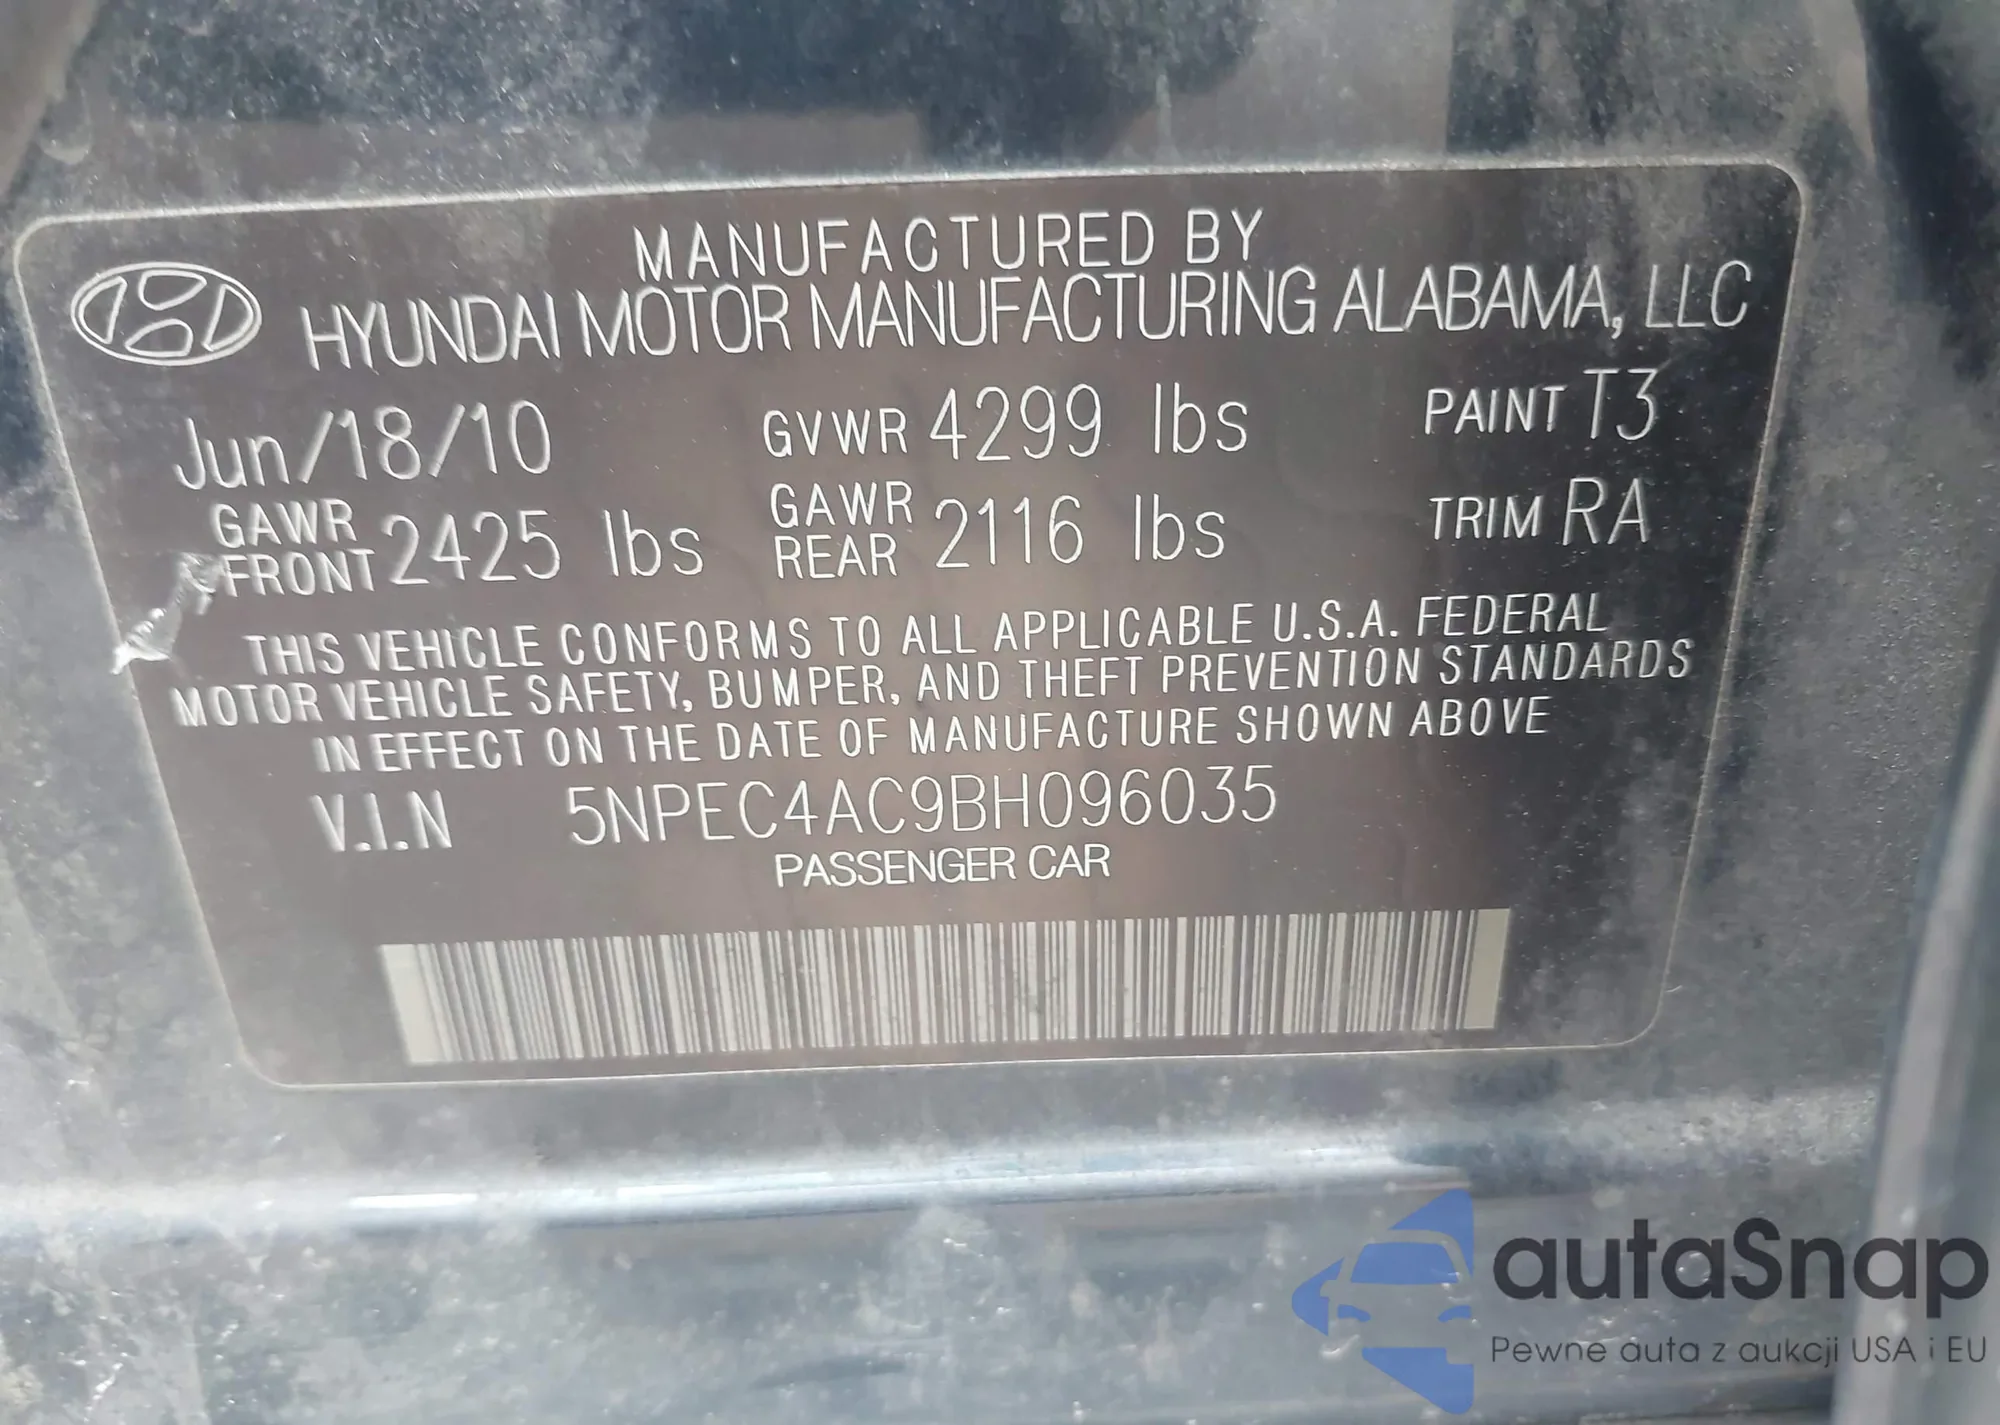 MANUFACTURED BY
HYUNDAI MOTOR MANUFACTURING ALABAMA, LLC
Jun/18/10 GVWR 4299 lbs PAINT T3
GAWR FRONT 2425 lbs GAWR REAR 2116 lbs TRIM RA
THIS VEHICLE CONFORMS TO ALL APPLICABLE U.S.A. FEDERAL
MOTOR VEHICLE SAFETY, BUMPER, AND THEFT PREVENTION STANDARDS
IN EFFECT ON THE DATE OF MANUFACTURE SHOWN ABOVE
V.I.N 5NPEC4AC9BH096035
PASSENGER CAR
autaSnap
Pewne auta z aukcji USA i EU